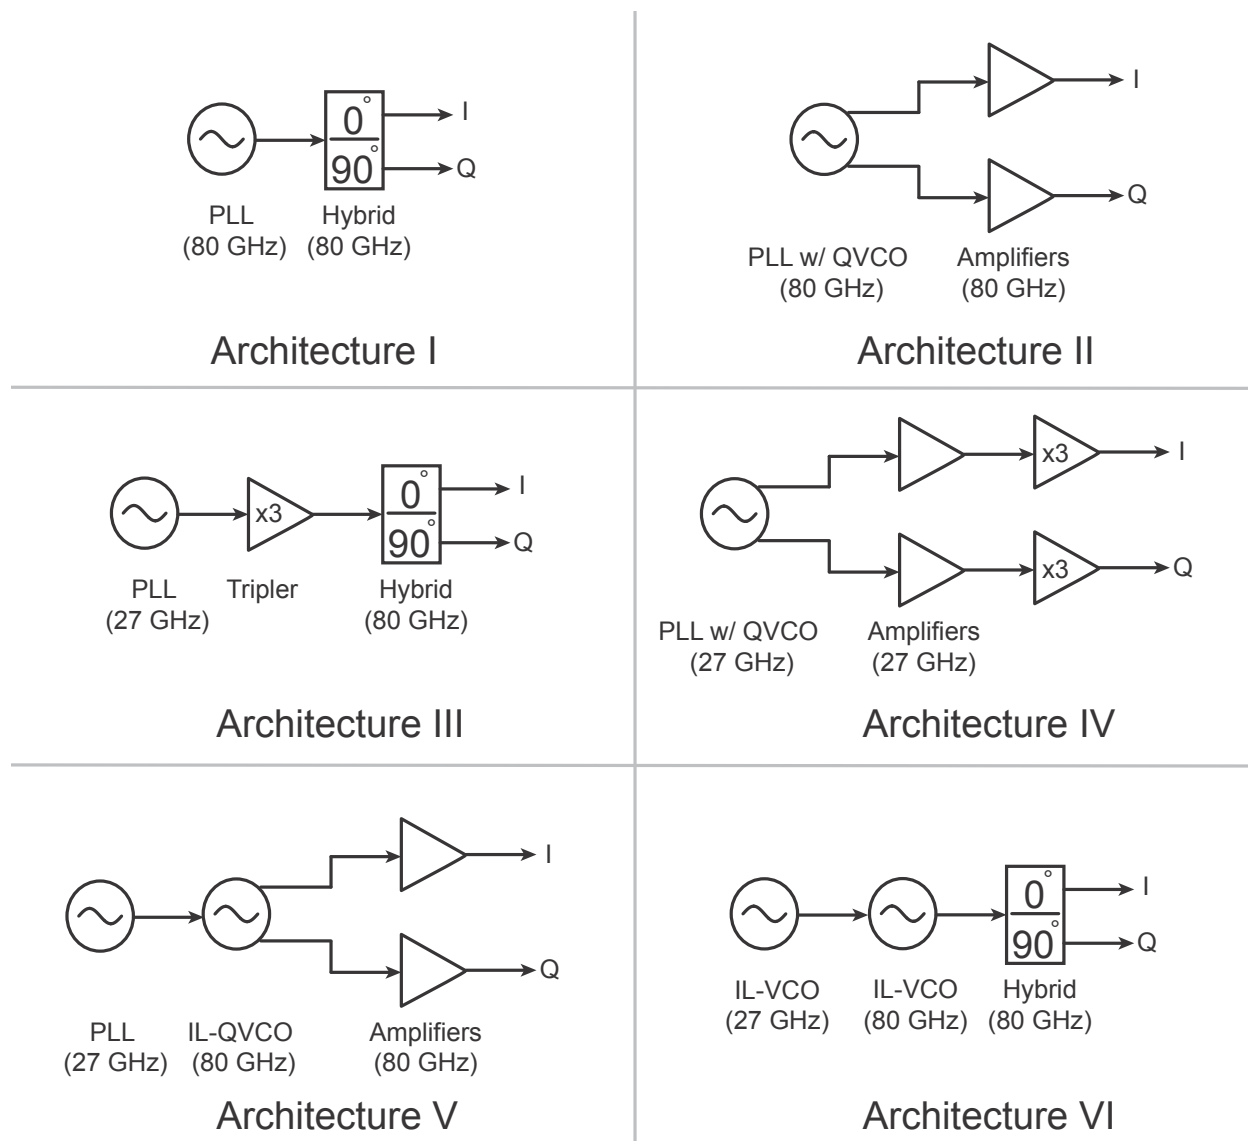 0°
90°
I
Q
PLL
(80 GHz)
Hybrid
(80 GHz)
Architecture I
I
Q
PLL w/ QVCO
(80 GHz)
Amplifiers
(80 GHz)
Architecture II
x3
0°
90°
I
Q
PLL
(27 GHz)
Tripler
Hybrid
(80 GHz)
Architecture III
x3
I
x3
Q
PLL w/ QVCO
(27 GHz)
Amplifiers
(27 GHz)
Architecture IV
I
Q
PLL
(27 GHz)
IL-QVCO
(80 GHz)
Amplifiers
(80 GHz)
Architecture V
0°
90°
I
Q
IL-VCO
(27 GHz)
IL-VCO
(80 GHz)
Hybrid
(80 GHz)
Architecture VI